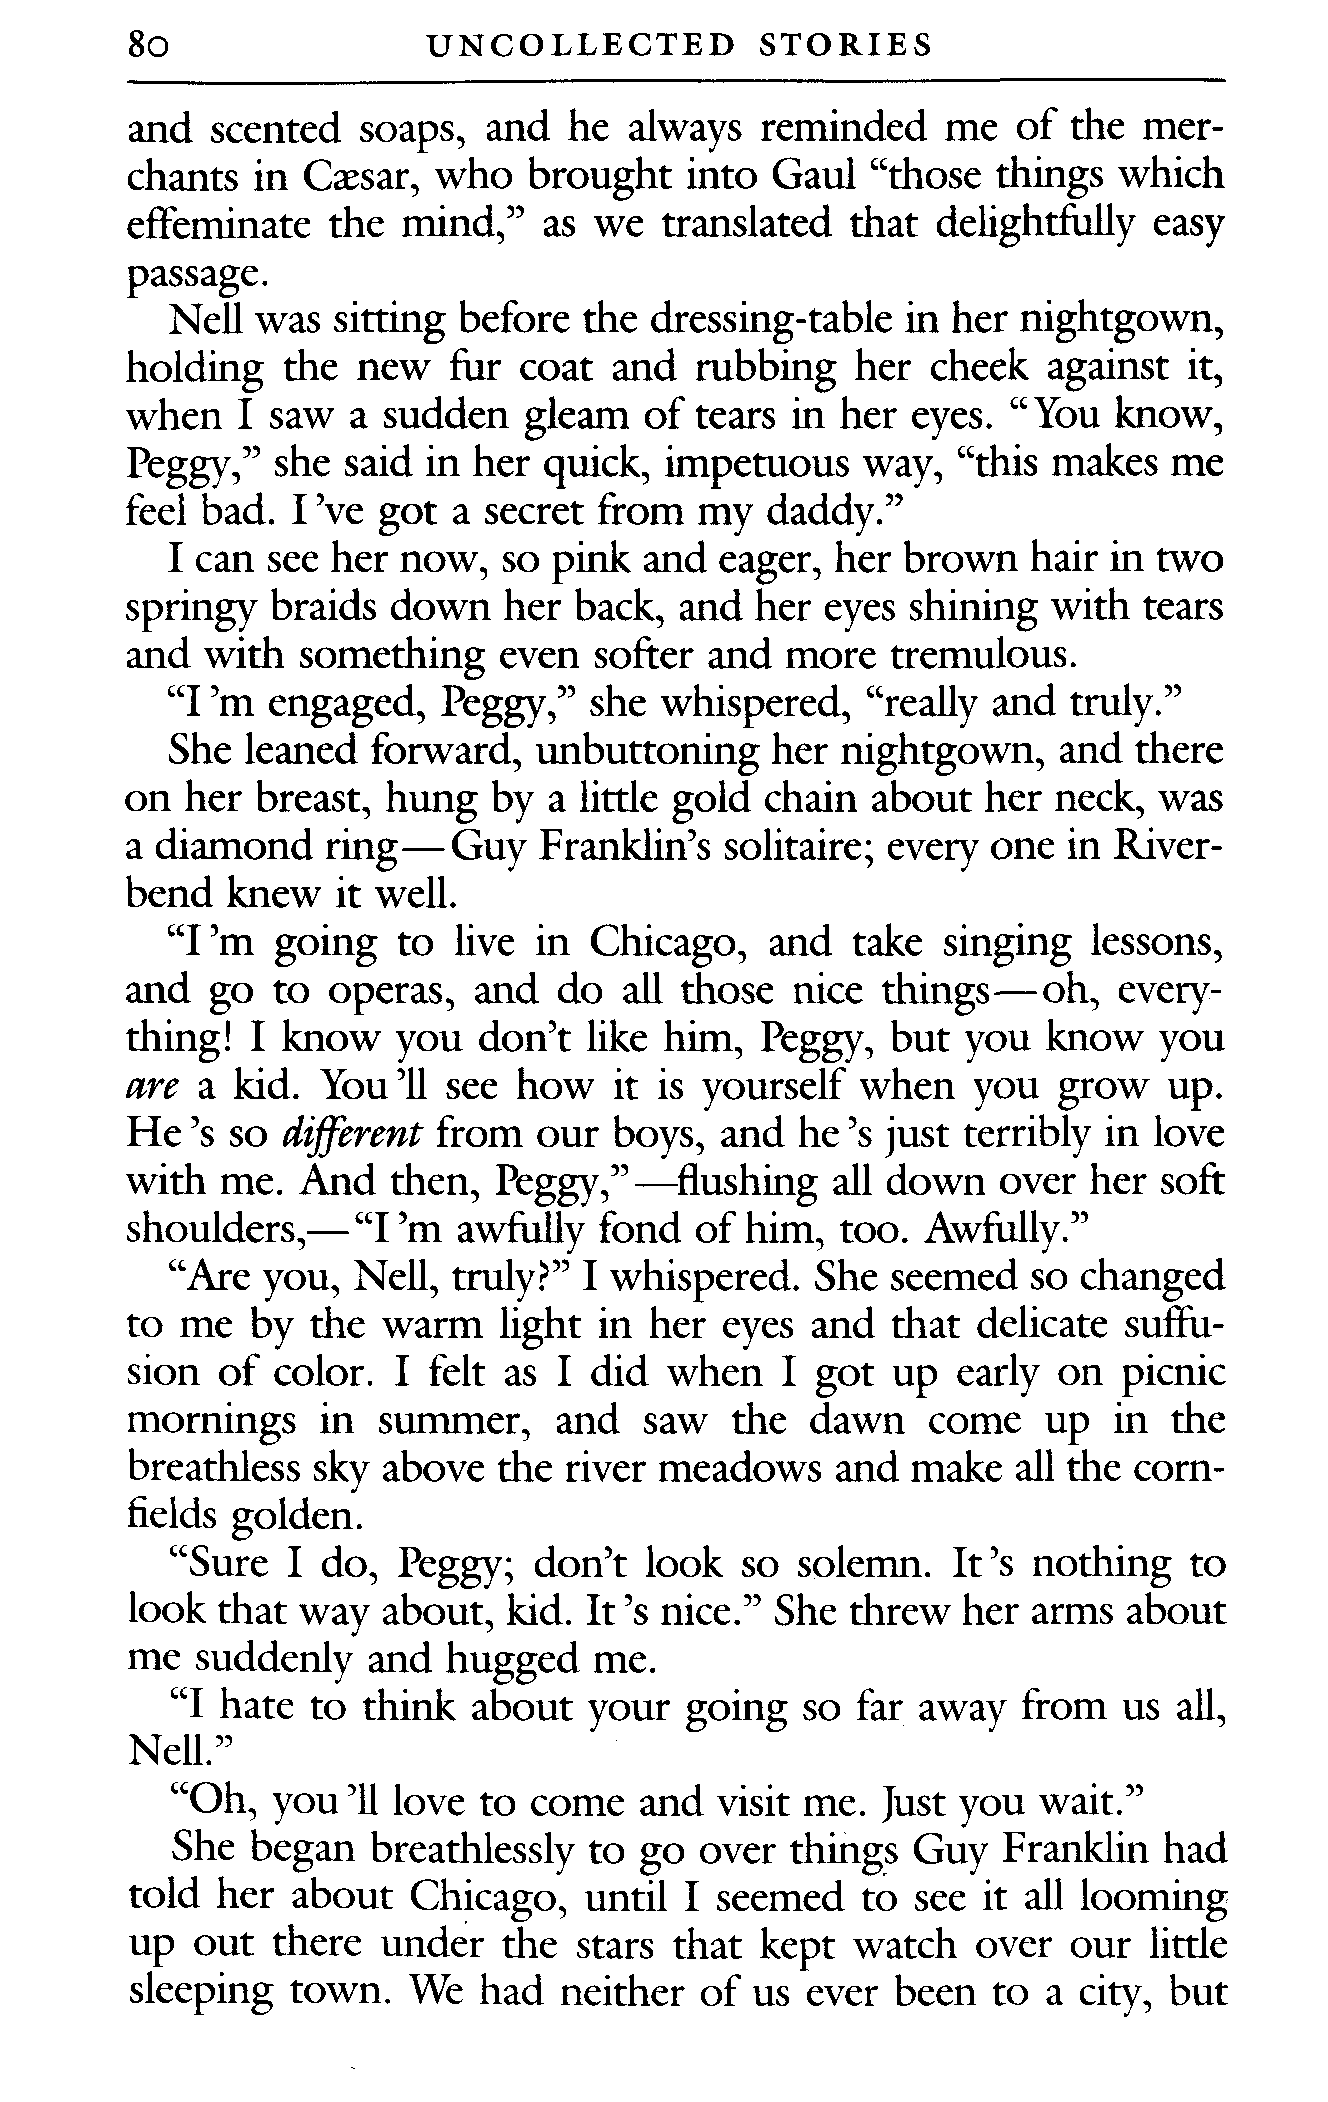 80 UNCOLLECTED STORIES
and scented soaps, and he always reminded me of the mer-
chants in Cæsar, who brought into Gaul “those things which
effeminate the mind,” as we translated that delightfully easy
passage.
Nell was sitting before the dressing-table in her nightgown,
holding the new fur coat and rubbing her cheek against it,
when I saw a sudden gleam of tears in her eyes. “You know,
Peggy,” she said in her quick, impetuous way, “this makes me
feel bad. I ’ve got a secret from my daddy.”
I can see her now, so pink and eager, her brown hair in two
springy braids down her back, and her eyes shining with tears
and with something even softer and more tremulous.
“I ’m engaged, Peggy,” she whispered, “really and truly.”
She leaned forward, unbuttoning her nightgown, and there
on her breast, hung by a little gold chain about her neck, was
a diamond ring—Guy Franklin’s solitaire; every one in River-
bend knew it well.
“I ’m going to live in Chicago, and take singing lessons,
and go to operas, and do all those nice things—oh, every-
thing! I know you don’t like him, Peggy, but you know you
are a kid. You ’ll see how it is yourself when you grow up.
He ’s so different from our boys, and he ’s just terribly in love
with me. And then, Peggy,”—flushing all down over her soft
shoulders,—“I ’m awfully fond of him, too. Awfully.”
“Are you, Nell, truly?” I whispered. She seemed so changed
to me by the warm light in her eyes and that delicate suffu-
sion of color. I felt as I did when I got up early on picnic
mornings in summer, and saw the dawn come up in the
breathless sky above the river meadows and make all the corn-
fields golden.
“Sure I do, Peggy; don’t look so solemn. It ’s nothing to
look that way about, kid. It ’s nice.” She threw her arms about
me suddenly and hugged me.
“I hate to think about your going so far away from us all,
Nell.”
“Oh, you ’ll love to come and visit me. Just you wait.”
She began breathlessly to go over things Guy Franklin had
told her about Chicago, until I seemed to see it all looming
up out there under the stars that kept watch over our little
sleeping town. We had neither of us ever been to a city, but